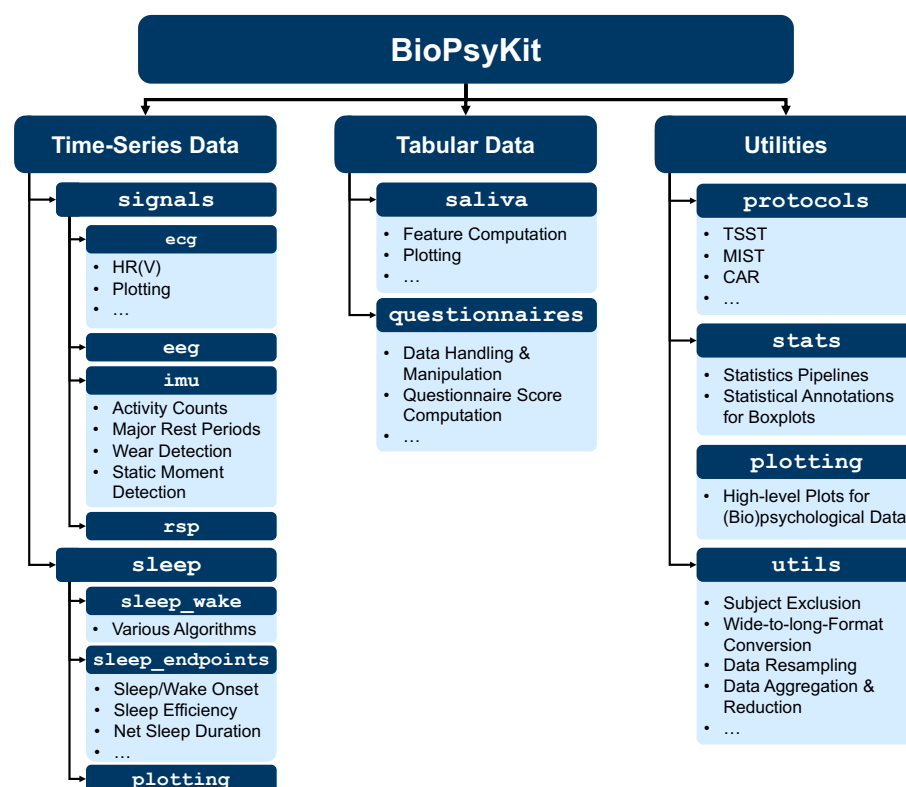 BioPsyKit
Time-Series Data
signals
ecg
• HR(V)
• Plotting
• …
eeg
imu
• Activity Counts
• Major Rest Periods
• Wear Detection
• Static Moment
Detection
rsp
sleep
sleep_wake
• Various Algorithms
sleep_endpoints
• Sleep/Wake Onset
• Sleep Efficiency
• Net Sleep Duration
• …
plotting
Tabular Data
saliva
• Feature Computation
• Plotting
• …
questionnaires
• Data Handling &
Manipulation
• Questionnaire Score
Computation
• …
Utilities
protocols
• TSST
• MIST
• CAR
• …
stats
• Statistics Pipelines
• Statistical Annotations
for Boxplots
plotting
• High-level Plots for
(Bio)psychological Data
utils
• Subject Exclusion
• Wide-to-long-Format
Conversion
• Data Resampling
• Data Aggregation &
Reduction
• …